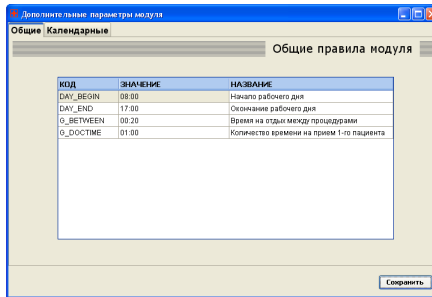 Дополнительные параметры модуля
Общие Календарные
Общие правила модуля
КОД ЗНАЧЕНИЕ НАЗВАНИЕ
DAY_BEGIN 08:00 Начало рабочего дня
DAY_END 17:00 Окончание рабочего дня
G_BETWEEN 00:20 Время на отдых между процедурами
G_DOCTIME 01:00 Количество времени на прием 1-го пациента
Сохранить